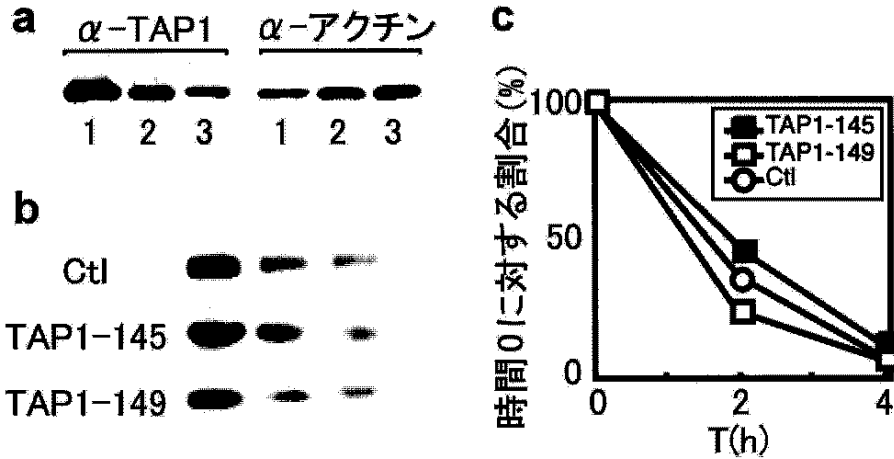 a
α-TAP1 α-アクチン
1 2 3 1 2 3
b
Ctl
TAP1-145
TAP1-149
c
時間0に対する割合(%)
100
50
0
TAP1-145
TAP1-149
Ctl
0 2 4
T(h)